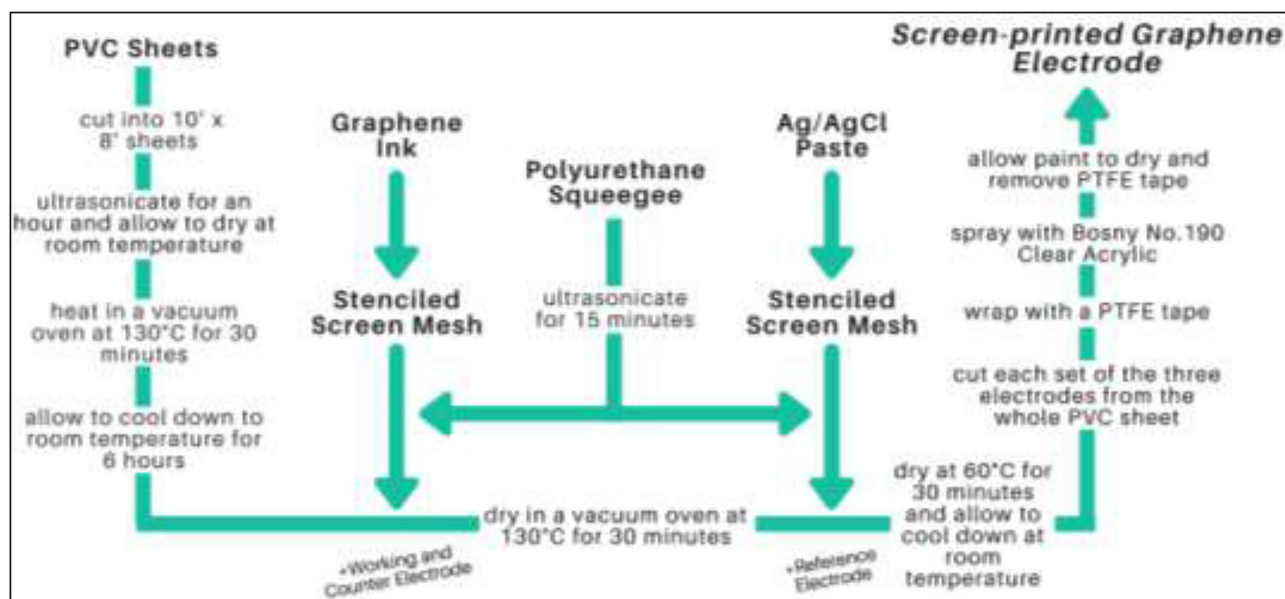 PVC Sheets
cut into 10" x
8" sheets
ultrasonicate for an
hour and allow to dry at
room temperature
heat in a vacuum
oven at 130°C for 30
minutes
allow to cool down to
room temperature for
6 hours
Graphene
Ink
Stenciled
Screen Mesh
+Working and
Counter Electrode
Polyurethane
Squeegee
ultrasonicate
for 15 minutes
dry in a vacuum oven at
130°C for 30 minutes
Ag/AgCl
Paste
Stenciled
Screen Mesh
+Reference
Electrode
dry at 60°C for
30 minutes
and allow to
cool down at
room
temperature
cut each set of the three
electrodes from the
whole PVC sheet
wrap with a PTFE tape
spray with Bosny No.190
Clear Acrylic
allow paint to dry and
remove PTFE tape
Screen-printed Graphene
Electrode